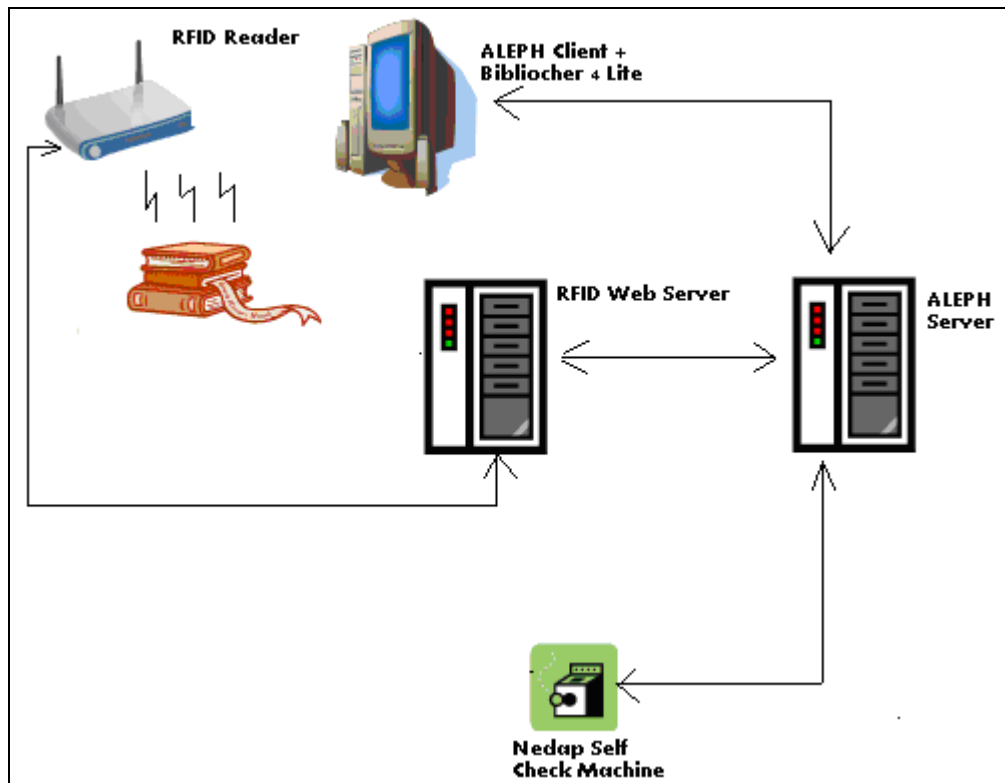 RFID Reader
ALEPH Client +
Bibliocher 4 Lite
RFID Web Server
ALEPH
Server
Nedap Self
Check Machine